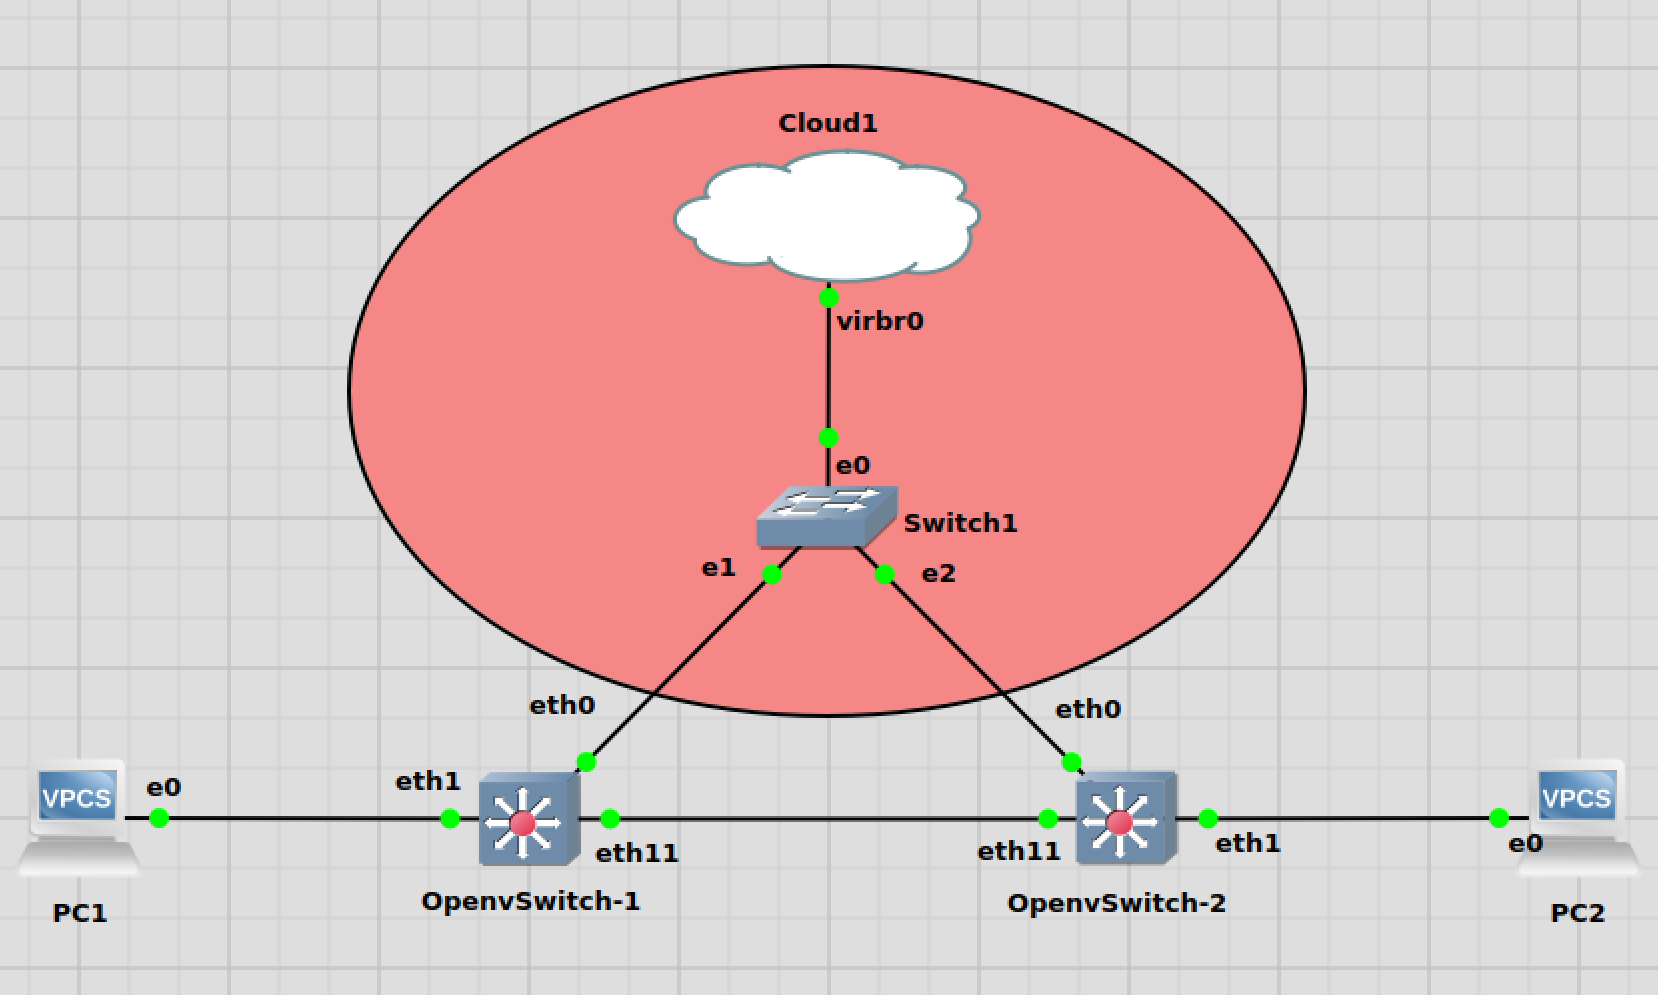 Cloud1
virbr0
e0
Switch1
e1
e2
eth0
eth0
VPCS
e0
eth1
eth11
eth11
eth1
e0
VPCS
OpenvSwitch-1
OpenvSwitch-2
PC1
PC2